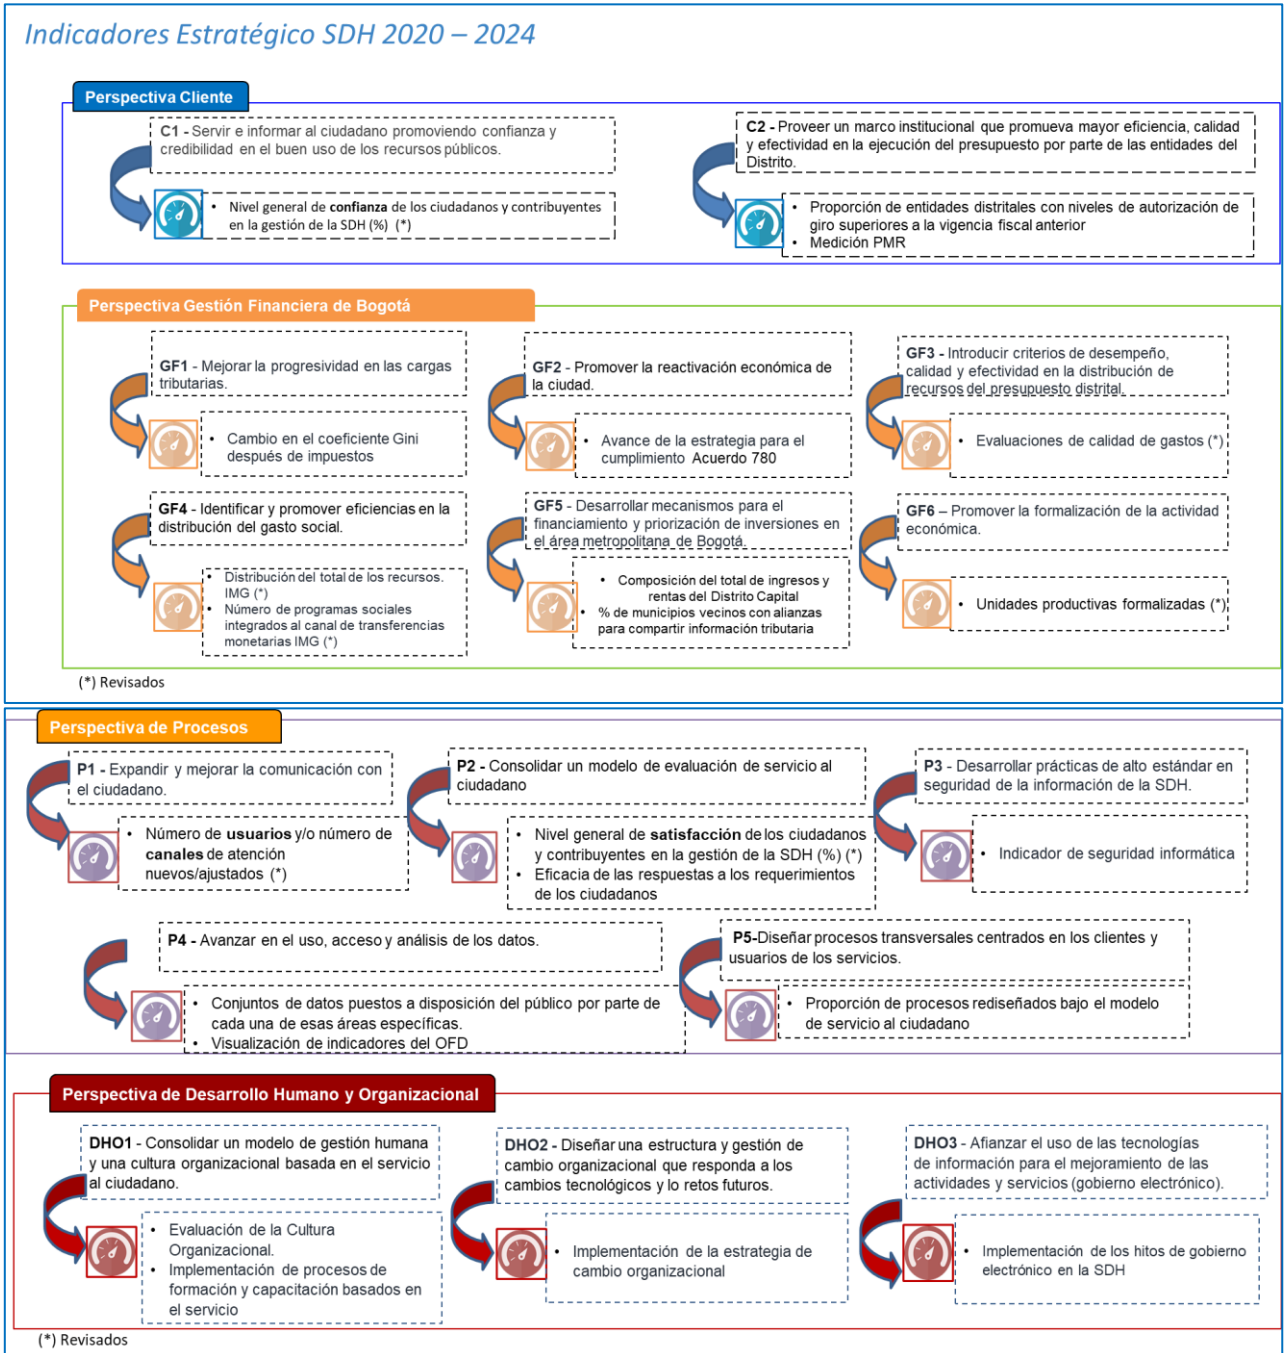 Indicadores Estratégico SDH 2020 – 2024
Perspectiva Cliente
C1 - Servir e informar al ciudadano promoviendo confianza y
credibilidad en el buen uso de los recursos públicos.
• Nivel general de confianza de los ciudadanos y contribuyentes
en la gestión de la SDH (%) (*)
C2 - Proveer un marco institucional que promueva mayor eficiencia, calidad
y efectividad en la ejecución del presupuesto por parte de las entidades del
Distrito.
• Proporción de entidades distritales con niveles de autorización de
giro superiores a la vigencia fiscal anterior
• Medición PMR
Perspectiva Gestión Financiera de Bogotá
GF1 - Mejorar la progresividad en las cargas
tributarias.
• Cambio en el coeficiente Gini
después de impuestos
GF2 - Promover la reactivación económica de
la ciudad.
• Avance de la estrategia para el
cumplimiento Acuerdo 780
GF3 - Introducir criterios de desempeño,
calidad y efectividad en la distribución de
recursos del presupuesto distrital.
• Evaluaciones de calidad de gastos (*)
GF4 - Identificar y promover eficiencias en la
distribución del gasto social.
• Distribución del total de los recursos.
IMG (*)
• Número de programas sociales
integrados al canal de transferencias
monetarias IMG (*)
GF5 - Desarrollar mecanismos para el
financiamiento y priorización de inversiones en
el área metropolitana de Bogotá.
• Composición del total de ingresos y
rentas del Distrito Capital
• % de municipios vecinos con alianzas
para compartir información tributaria
GF6 – Promover la formalización de la actividad
económica.
• Unidades productivas formalizadas (*)
(*) Revisados
Perspectiva de Procesos
P1 - Expandir y mejorar la comunicación con
el ciudadano.
• Número de usuarios y/o número de
canales de atención
nuevos/ajustados (*)
P2 - Consolidar un modelo de evaluación de servicio al
ciudadano
• Nivel general de satisfacción de los ciudadanos
y contribuyentes en la gestión de la SDH (%) (*)
• Eficacia de las respuestas a los requerimientos
de los ciudadanos
P3 - Desarrollar prácticas de alto estándar en
seguridad de la información de la SDH.
• Indicador de seguridad informática
P4 - Avanzar en el uso, acceso y análisis de los datos.
• Conjuntos de datos puestos a disposición del público por parte de
cada una de esas áreas específicas.
• Visualización de indicadores del OFD
P5-Diseñar procesos transversales centrados en los clientes y
usuarios de los servicios.
• Proporción de procesos rediseñados bajo el modelo
de servicio al ciudadano
Perspectiva de Desarrollo Humano y Organizacional
DHO1 - Consolidar un modelo de gestión humana
y una cultura organizacional basada en el servicio
al ciudadano.
• Evaluación de la Cultura
Organizacional.
• Implementación de procesos de
formación y capacitación basados en
el servicio
DHO2 - Diseñar una estructura y gestión de
cambio organizacional que responda a los
cambios tecnológicos y lo retos futuros.
• Implementación de la estrategia de
cambio organizacional
DHO3 - Afianzar el uso de las tecnologías
de información para el mejoramiento de las
actividades y servicios (gobierno electrónico).
• Implementación de los hitos de gobierno
electrónico en la SDH
(*) Revisados